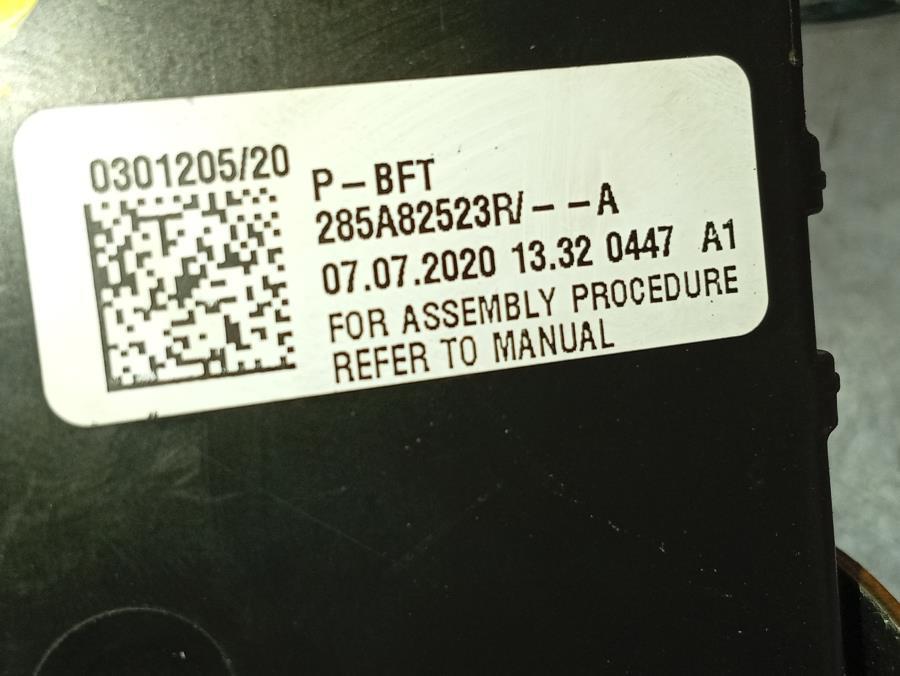 0301205/20
P-BFT
285A82523R/--A
07.07.2020 13.32 0447 A1
FOR ASSEMBLY PROCEDURE
REFER TO MANUAL